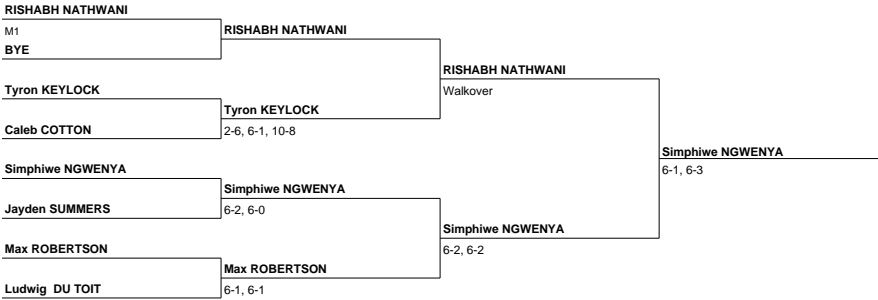 RISHABH NATHWANI
M1
BYE
Tyron KEYLOCK
Caleb COTTON
Simphiwe NGWENYA
Jayden SUMMERS
Max ROBERTSON
Ludwig DU TOIT
RISHABH NATHWANI
Tyron KEYLOCK
2-6, 6-1, 10-8
Simphiwe NGWENYA
6-2, 6-0
Max ROBERTSON
6-1, 6-1
RISHABH NATHWANI
Walkover
Simphiwe NGWENYA
6-2, 6-2
Simphiwe NGWENYA
6-1, 6-3